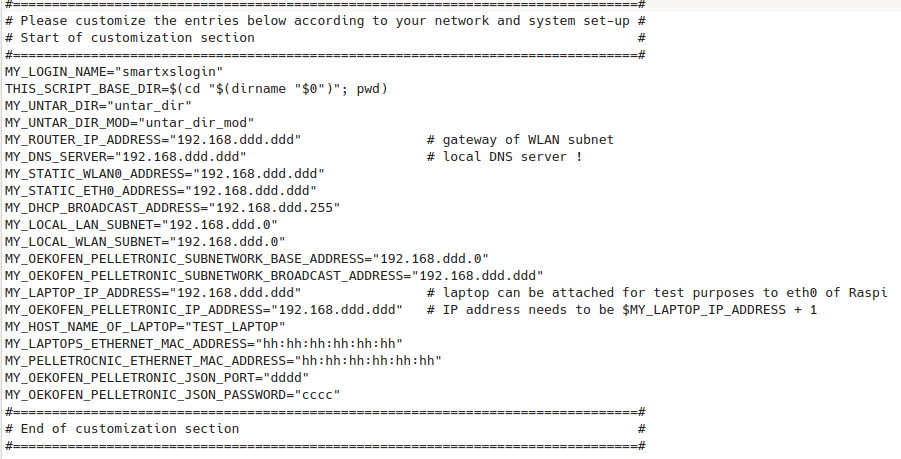 #================================================================================#
# Please customize the entries below according to your network and system set-up #
# Start of customization section                                                 #
#================================================================================#
MY_LOGIN_NAME="smartxslogin"
THIS_SCRIPT_BASE_DIR=$(cd "$(dirname "$0")"; pwd)
MY_UNTAR_DIR="untar_dir"
MY_UNTAR_DIR_MOD="untar_dir_mod"
MY_ROUTER_IP_ADDRESS="192.168.ddd.ddd"                # gateway of WLAN subnet
MY_DNS_SERVER="192.168.ddd.ddd"                       # local DNS server !
MY_STATIC_WLAN0_ADDRESS="192.168.ddd.ddd"
MY_STATIC_ETH0_ADDRESS="192.168.ddd.ddd"
MY_DHCP_BROADCAST_ADDRESS="192.168.ddd.255"
MY_LOCAL_LAN_SUBNET="192.168.ddd.0"
MY_LOCAL_WLAN_SUBNET="192.168.ddd.0"
MY_OEKOFEN_PELLETRONIC_SUBNETWORK_BASE_ADDRESS="192.168.ddd.0"
MY_OEKOFEN_PELLETRONIC_SUBNETWORK_BROADCAST_ADDRESS="192.168.ddd.ddd"
MY_LAPTOP_IP_ADDRESS="192.168.ddd.ddd"                # laptop can be attached for test purposes to eth0 of Raspi
MY_OEKOFEN_PELLETRONIC_IP_ADDRESS="192.168.ddd.ddd"   # IP address needs to be $MY_LAPTOP_IP_ADDRESS + 1
MY_HOST_NAME_OF_LAPTOP="TEST_LAPTOP"
MY_LAPTOPS_ETHERNET_MAC_ADDRESS="hh:hh:hh:hh:hh:hh"
MY_PELLETROCNIC_ETHERNET_MAC_ADDRESS="hh:hh:hh:hh:hh:hh"
MY_OEKOFEN_PELLETRONIC_JSON_PORT="dddd"
MY_OEKOFEN_PELLETRONIC_JSON_PASSWORD="cccc"
#================================================================================#
# End of customization section                                                   #
#================================================================================#